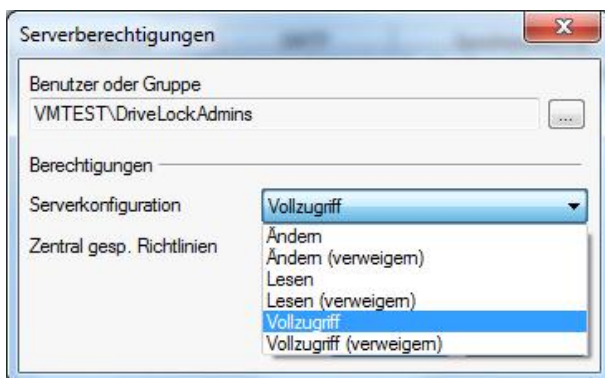 Serverberechtigungen
Benutzer oder Gruppe
VMTEST\DriveLockAdmins
...
Berechtigungen
Serverkonfiguration
Vollzugriff
Zentral gesp. Richtlinien
Ändern
Ändern (verweigern)
Lesen
Lesen (verweigern)
Vollzugriff
Vollzugriff (verweigern)